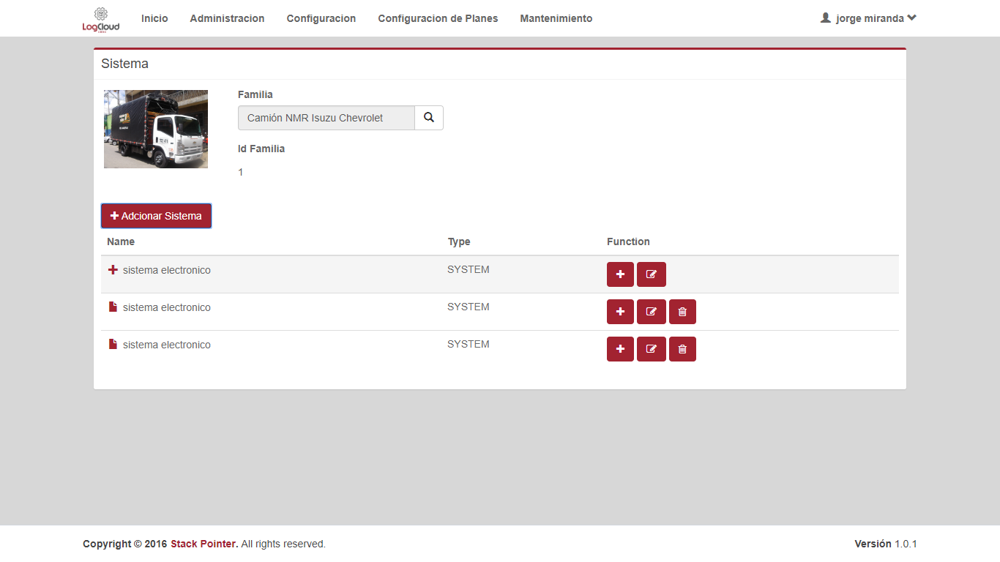 LogCloud
Inicio Administracion Configuracion Configuracion de Planes Mantenimiento jorge miranda
Sistema
Familia
Camión NMR Isuzu Chevrolet
Id Familia
1
Adcionar Sistema
Name Type Function
sistema electronico SYSTEM
sistema electronico SYSTEM
sistema electronico SYSTEM
Copyright © 2016 Stack Pointer. All rights reserved. Versión 1.0.1